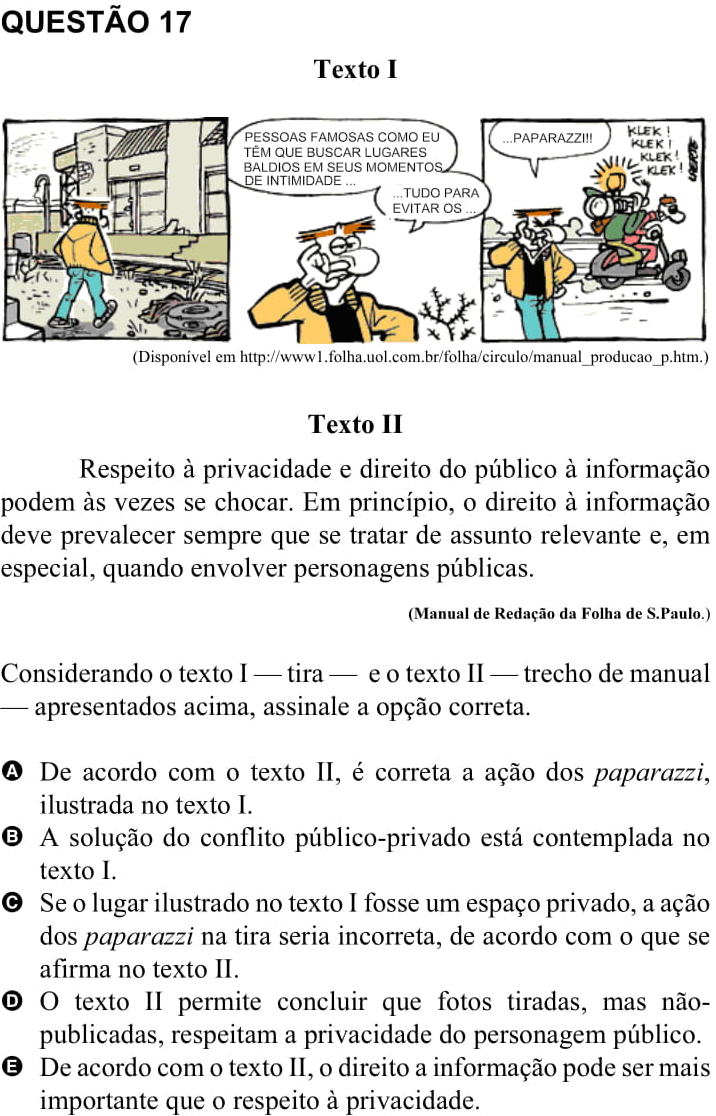 QUESTÃO 17
Texto I
PESSOAS FAMOSAS COMO EU
TÊM QUE BUSCAR LUGARES
BALDIOS EM SEUS MOMENTOS
DE INTIMIDADE ...
...TUDO PARA
EVITAR OS ...
...PAPARAZZI!!
KLEK !
KLEK !
KLEK !
KLEK !
LAERTE
(Disponível em http://www1.folha.uol.com.br/folha/circulo/manual_producao_p.htm.)
Texto II
Respeito à privacidade e direito do público à informação
podem às vezes se chocar. Em princípio, o direito à informação
deve prevalecer sempre que se tratar de assunto relevante e, em
especial, quando envolver personagens públicas.
(Manual de Redação da Folha de S.Paulo.)
Considerando o texto I — tira — e o texto II — trecho de manual
— apresentados acima, assinale a opção correta.
A De acordo com o texto II, é correta a ação dos paparazzi,
ilustrada no texto I.
B A solução do conflito público-privado está contemplada no
texto I.
C Se o lugar ilustrado no texto I fosse um espaço privado, a ação
dos paparazzi na tira seria incorreta, de acordo com o que se
afirma no texto II.
D O texto II permite concluir que fotos tiradas, mas não-
publicadas, respeitam a privacidade do personagem público.
E De acordo com o texto II, o direito a informação pode ser mais
importante que o respeito à privacidade.